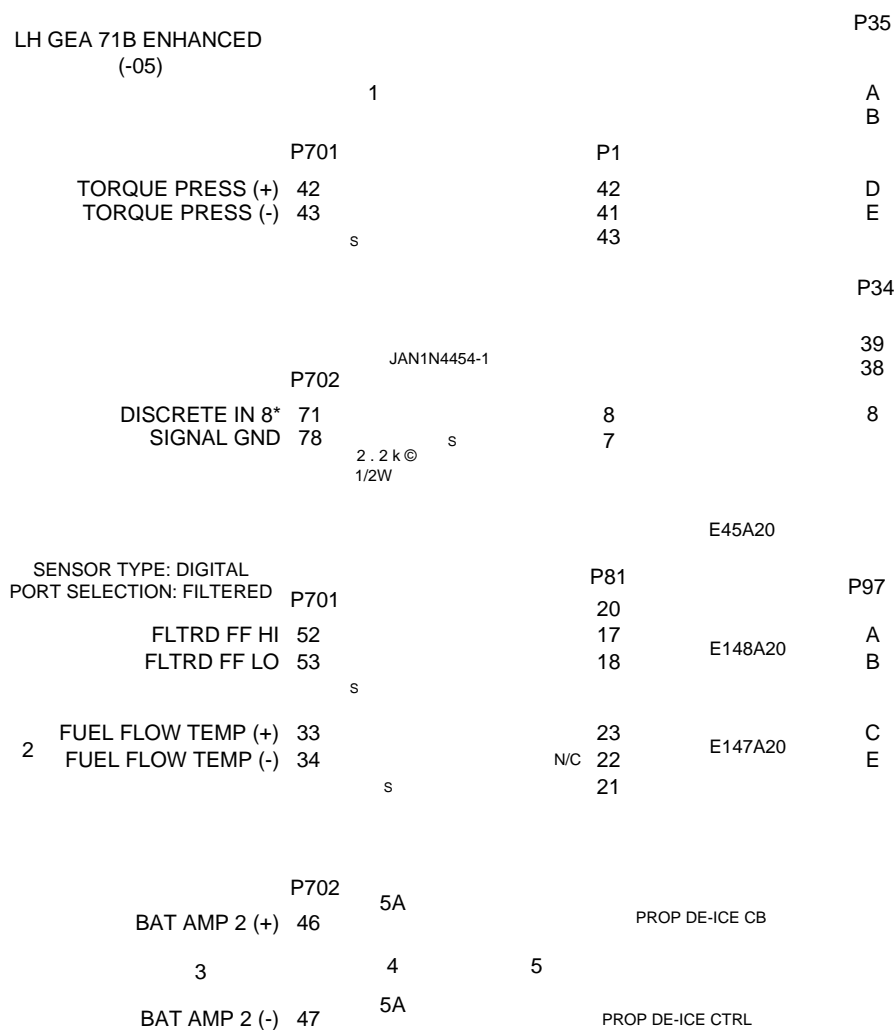 P35
LH GEA 71B ENHANCED
(-05)
1 A
B
P701 P1
TORQUE PRESS (+) 42 42 D
TORQUE PRESS (-) 43 41 E
S 43
P34
39
JAN1N4454-1 38
P702
DISCRETE IN 8* 71 8 8
SIGNAL GND 78 S 7
2 . 2 k ©
1/2W
E45A20
SENSOR TYPE: DIGITAL P81
PORT SELECTION: FILTERED P701 P97
20
FLTRD FF HI 52 17 A
FLTRD FF LO 53 18 E148A20 B
S
FUEL FLOW TEMP (+) 33 23 C
2 FUEL FLOW TEMP (-) 34 N/C 22 E147A20 E
S 21
P702
5A
BAT AMP 2 (+) 46 PROP DE-ICE CB
3 4 5
5A
BAT AMP 2 (-) 47 PROP DE-ICE CTRL